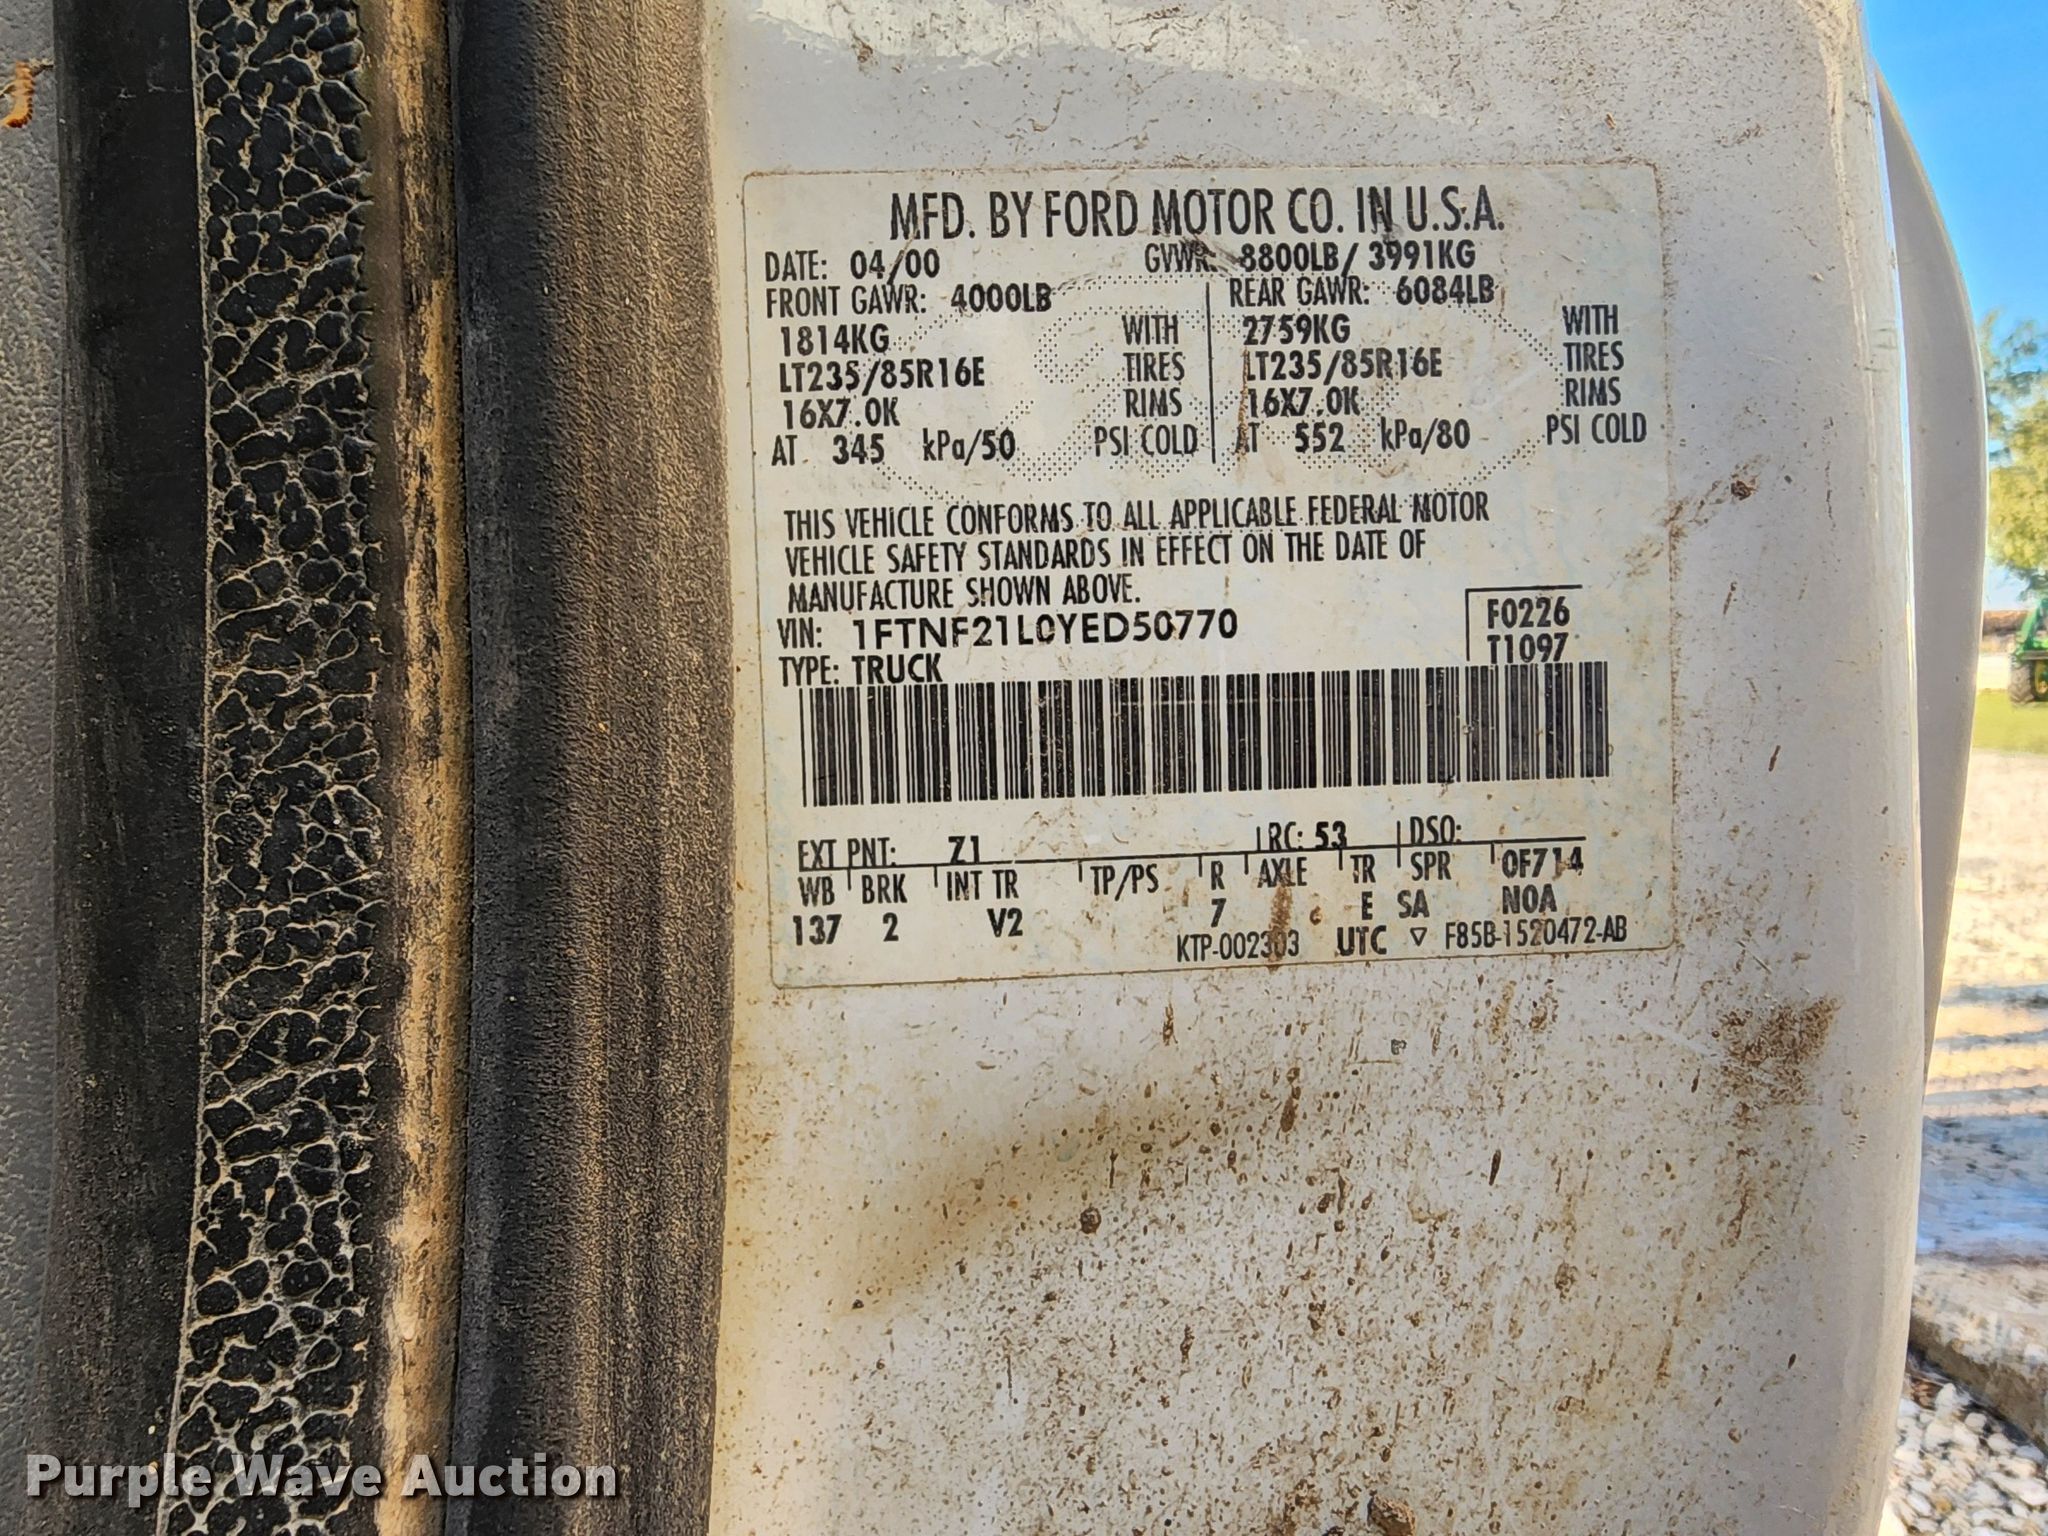 MFD. BY FORD MOTOR CO. IN U.S.A.
DATE: 04/00 GVWR: 8800LB/ 3991KG
FRONT GAWR: 4000LB REAR GAWR: 6084LB
1814KG WITH 2759KG WITH
LT235/85R16E TIRES LT235/85R16E TIRES
16X7.0K RIMS 16X7.0K RIMS
AT 345 kPa/50 PSI COLD AT 552 kPa/80 PSI COLD
THIS VEHICLE CONFORMS TO ALL APPLICABLE FEDERAL MOTOR
VEHICLE SAFETY STANDARDS IN EFFECT ON THE DATE OF
MANUFACTURE SHOWN ABOVE.
VIN: 1FTNF21L0YED50770 F0226
TYPE: TRUCK T1097
EXT PNT: Z1 RC: 53 DSO:
WB BRK INT TR TP/PS R AXLE TR SPR 0F714
137 2 V2 7 E SA N0A
KTP-002303 UTC F85B-1520472-AB
Purple Wave Auction